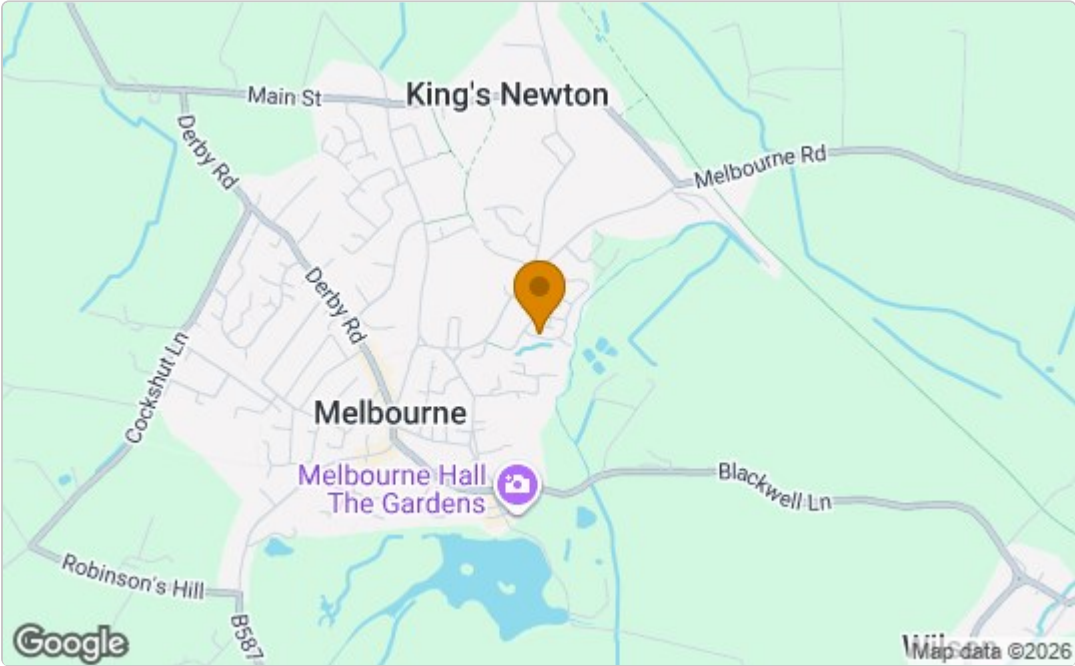 King's Newton
Main St
Derby Rd
Melbourne Rd
Derby Rd
Cockshut Ln
Melbourne
Melbourne Hall
The Gardens
Blackwell Ln
Robinson's Hill
B587
Wilson
Google
Map data ©2026